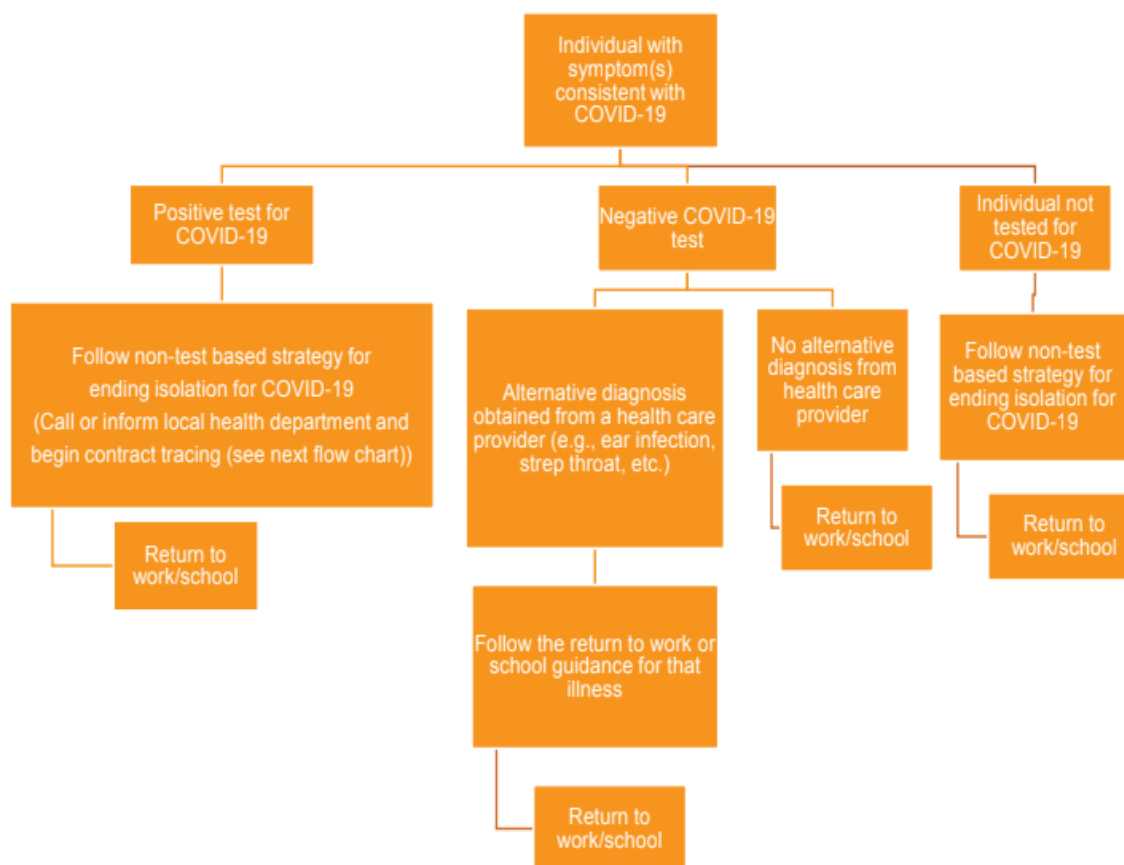 Individual with
symptom(s)
consistent with
COVID-19
Positive test for
COVID-19
Negative COVID-19
test
Individual not
tested for
COVID-19
Follow non-test based strategy for
ending isolation for COVID-19
(Call or inform local health department and
begin contract tracing (see next flow chart))
Alternative diagnosis
obtained from a health care
provider (e.g., ear infection,
strep throat, etc.)
No alternative
diagnosis from
health care
provider
Follow non-test
based strategy for
ending isolation for
COVID-19
Return to
work/school
Return to
work/school
Return to
work/school
Follow the return to work or
school guidance for that
illness
Return to
work/school